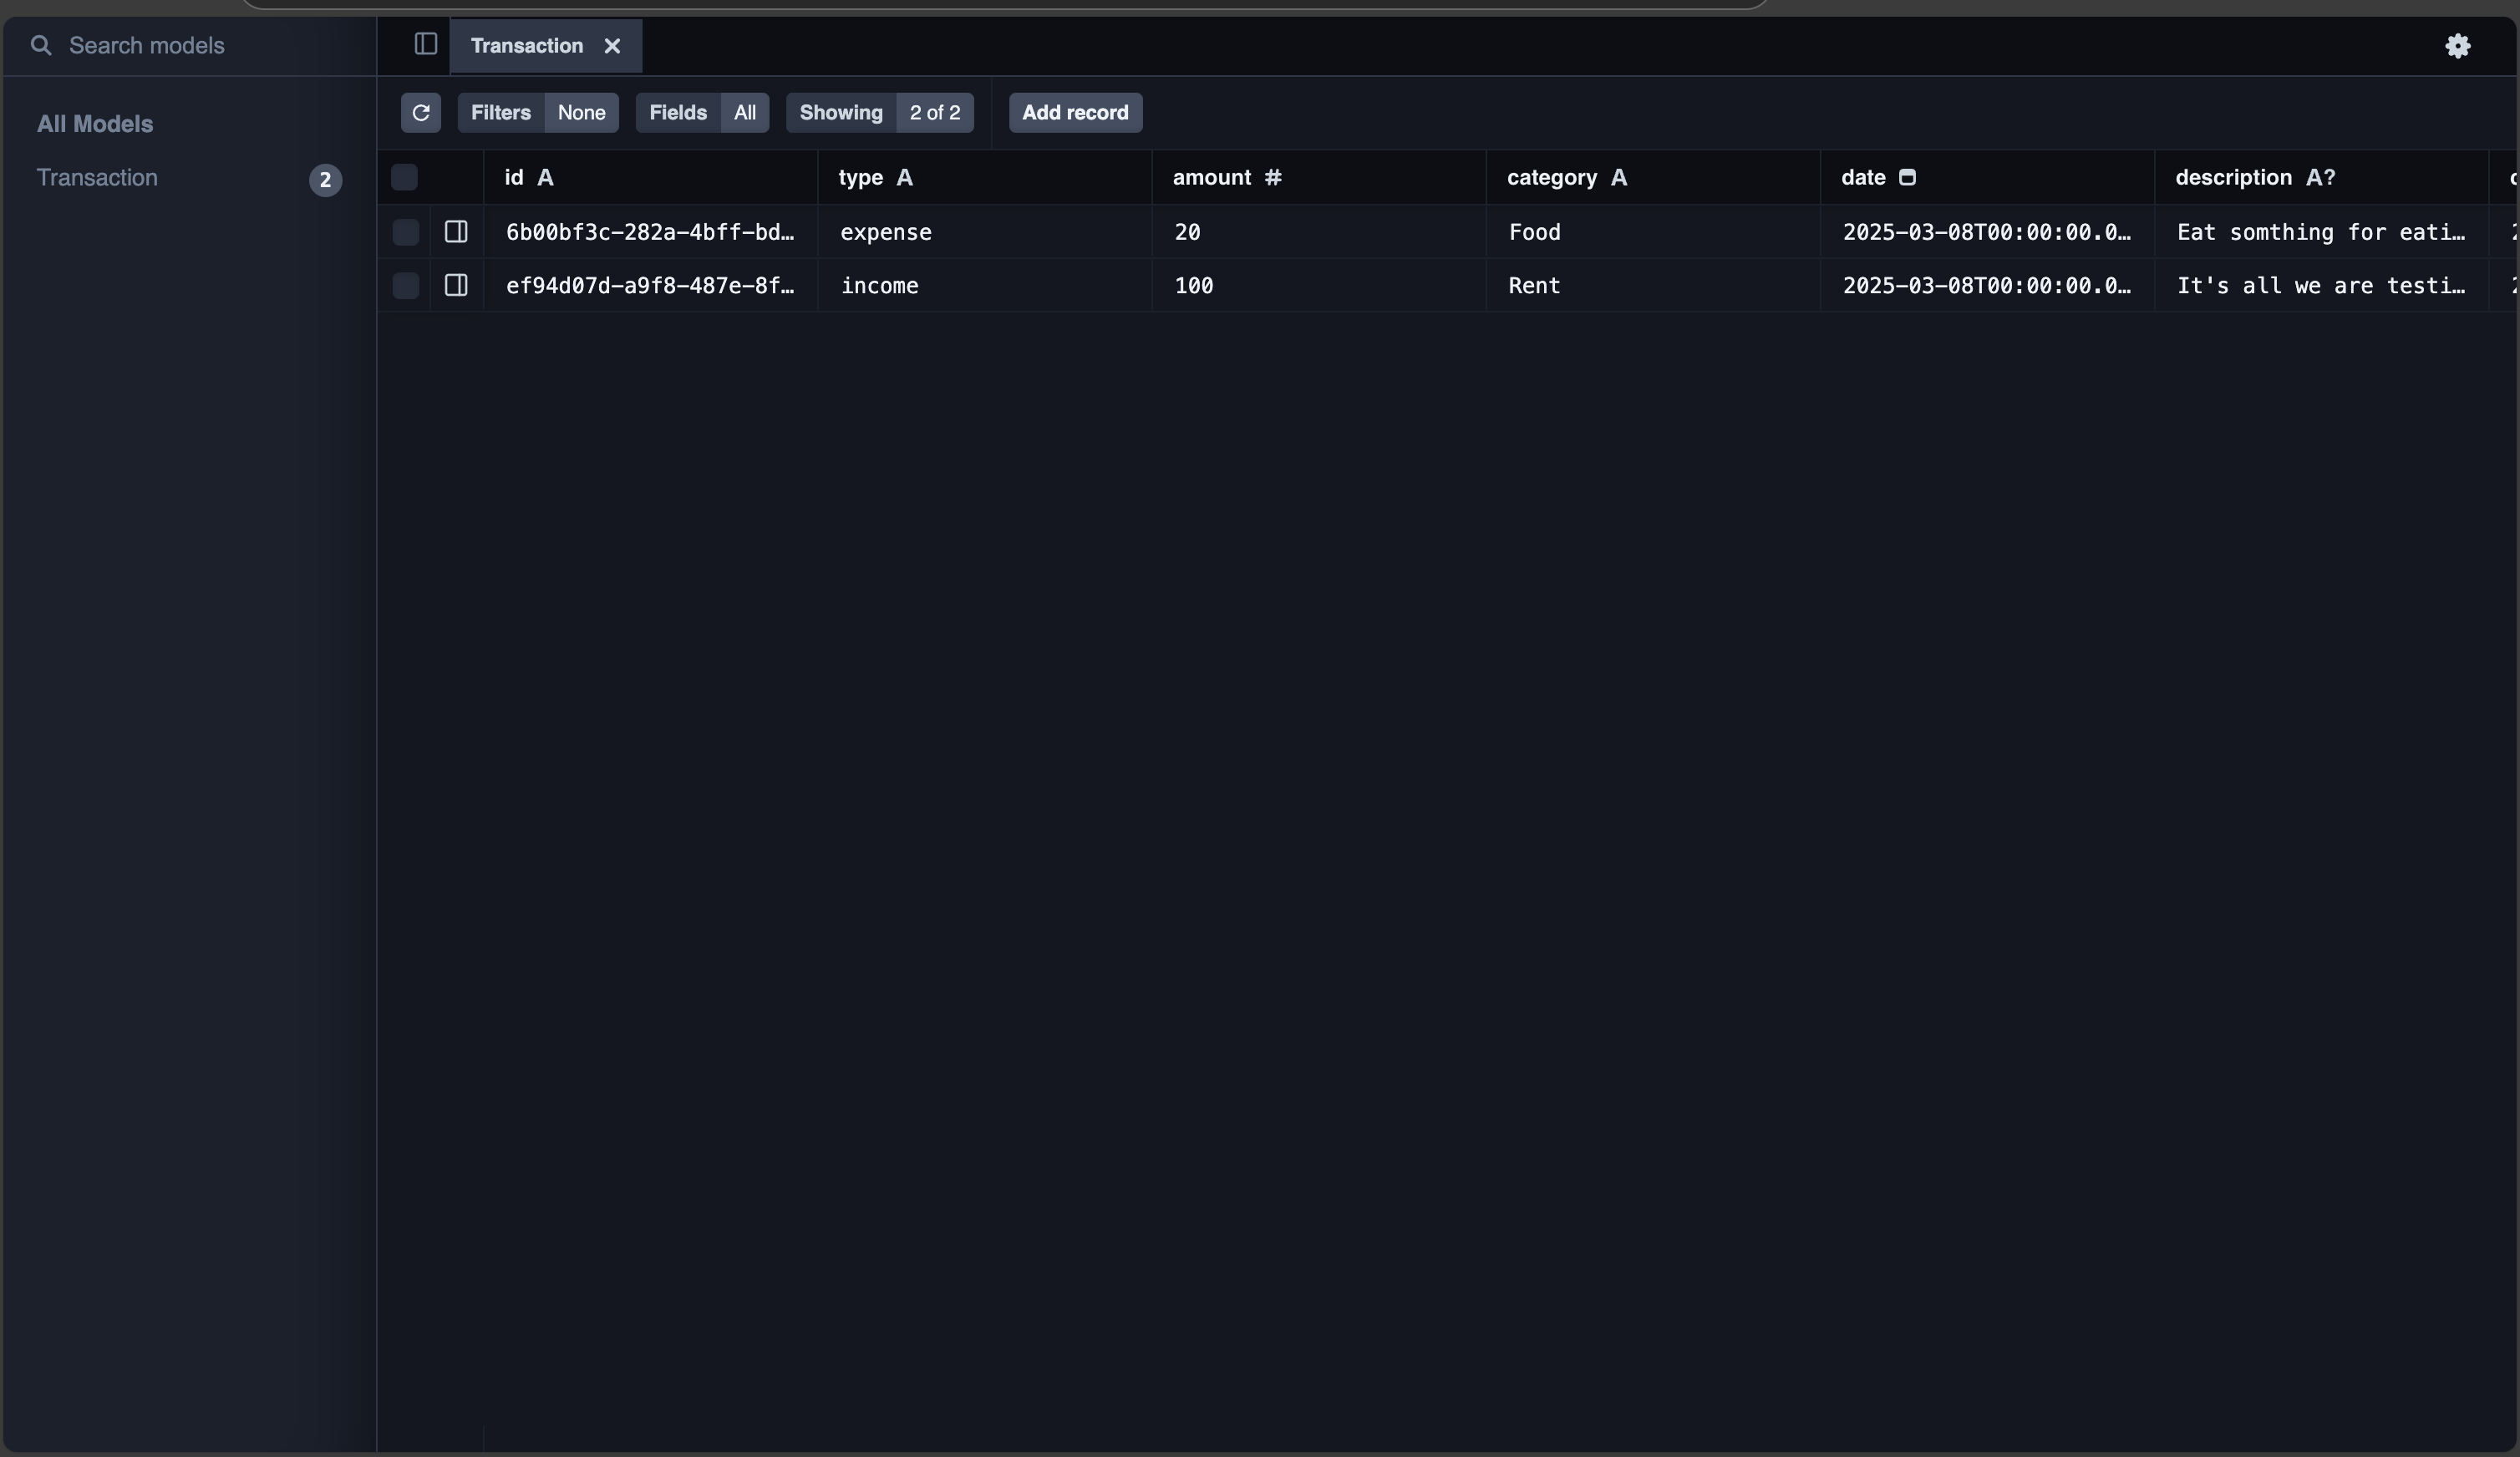 Search models
Transaction
All Models
Transaction 2
Filters None Fields All Showing 2 of 2 Add record
id A type A amount # category A date description A?
6b00bf3c-282a-4bff-bd… expense 20 Food 2025-03-08T00:00:00.0… Eat somthing for eati…
ef94d07d-a9f8-487e-8f… income 100 Rent 2025-03-08T00:00:00.0… It's all we are testi…